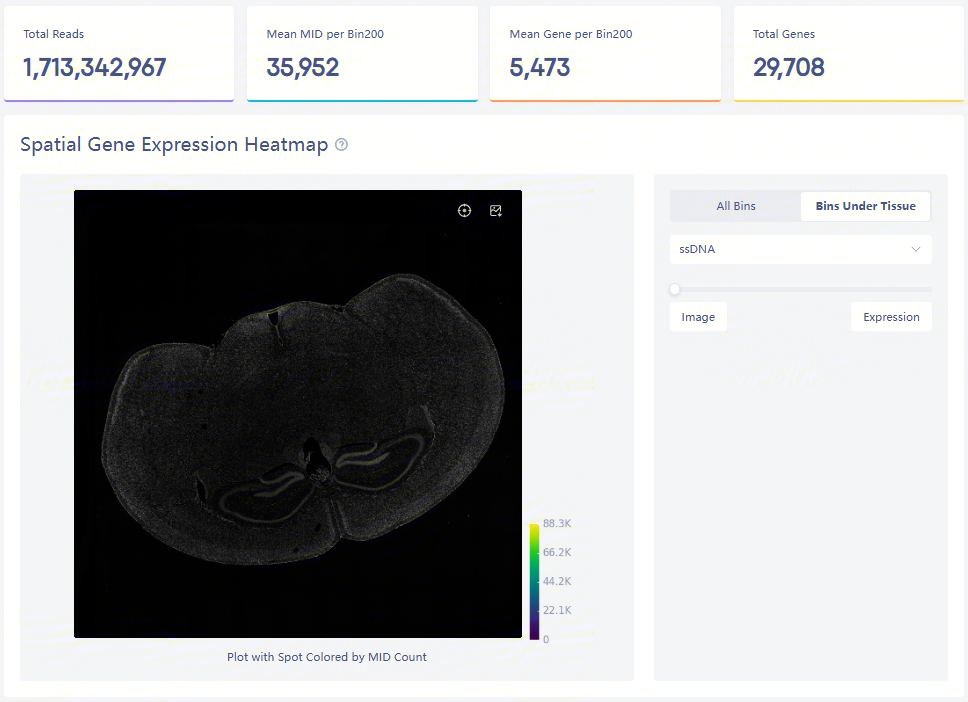 Total Reads
1,713,342,967
Mean MID per Bin200
35,952
Mean Gene per Bin200
5,473
Total Genes
29,708
Spatial Gene Expression Heatmap ?
All Bins
Bins Under Tissue
ssDNA
Image
Expression
88.3K
66.2K
44.2K
22.1K
0
Plot with Spot Colored by MID Count